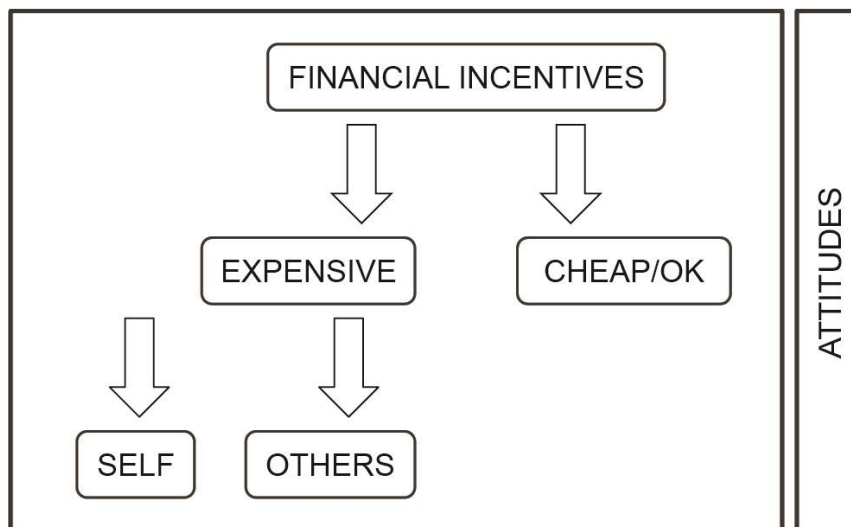 FINANCIAL INCENTIVES
EXPENSIVE
CHEAP/OK
SELF
OTHERS
ATTITUDES